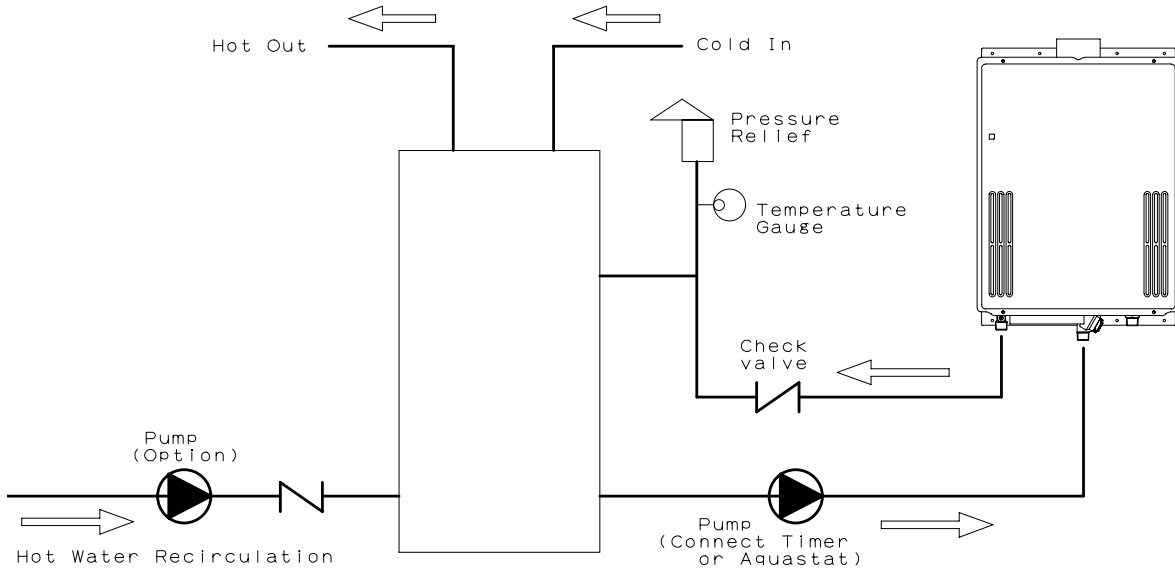 Hot Out
Cold In
Pressure
Relief
Temperature
Gauge
Check
valve
Pump
(Option)
Hot Water Recirculation
Pump
(Connect Timer
or Aquastat)